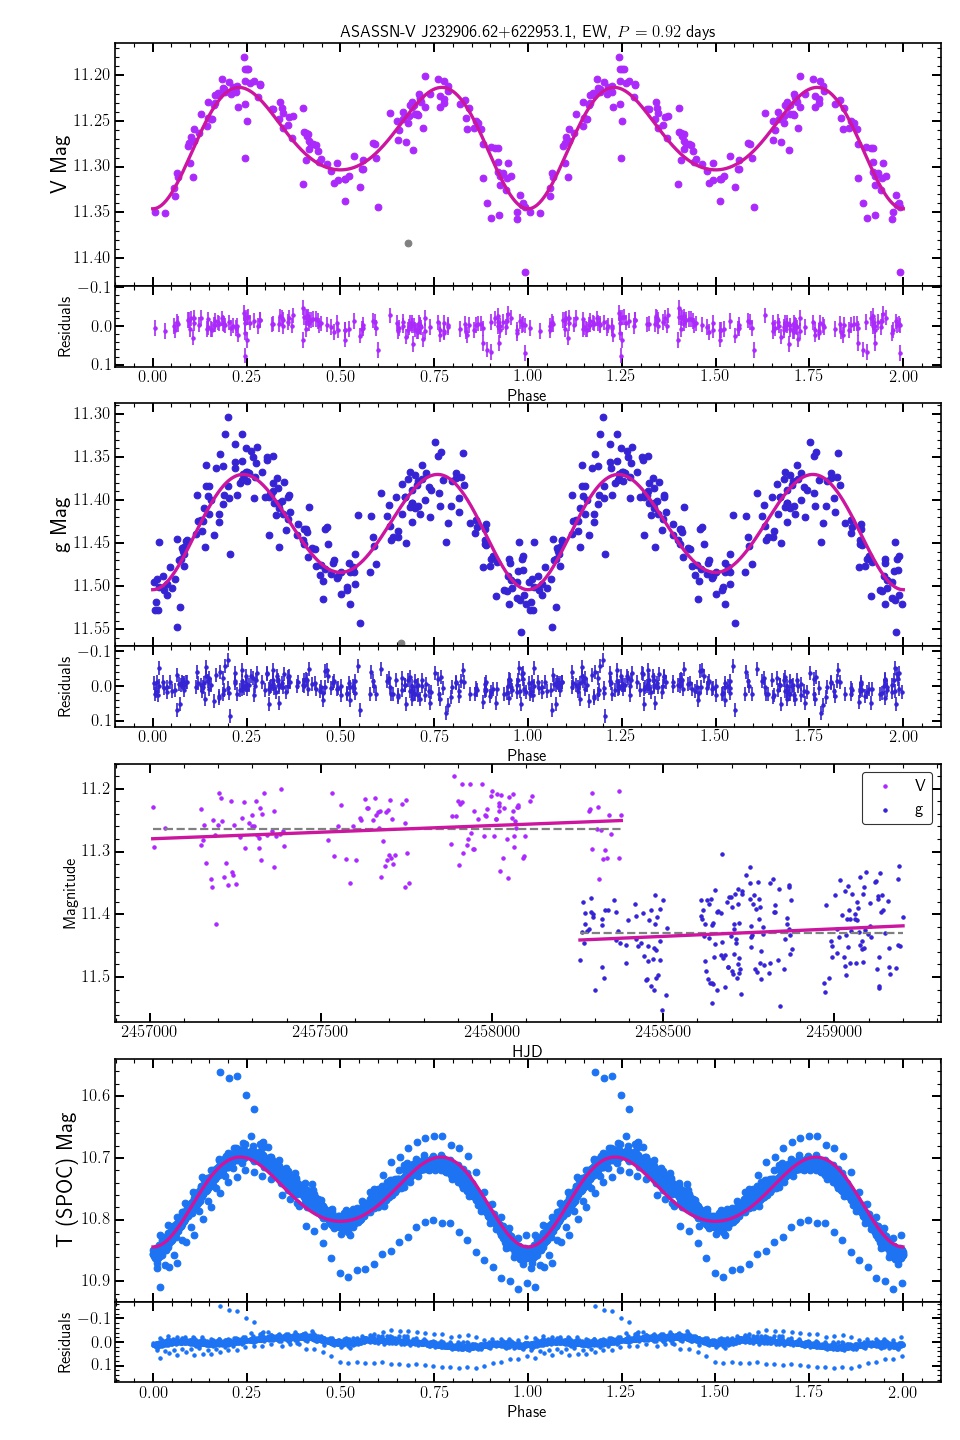 ASASSN-V J232906.62+622953.1, EW, P = 0.92 days
V Mag
11.20
11.25
11.30
11.35
11.40
Residuals
−0.1
0.0
0.1
0.00 0.25 0.50 0.75 1.00 1.25 1.50 1.75 2.00
Phase
g Mag
11.30
11.35
11.40
11.45
11.50
11.55
Residuals
−0.1
0.0
0.1
0.00 0.25 0.50 0.75 1.00 1.25 1.50 1.75 2.00
Phase
Magnitude
11.2
11.3
11.4
11.5
V
g
2457000 2457500 2458000 2458500 2459000
HJD
T (SPOC) Mag
10.6
10.7
10.8
10.9
Residuals
−0.1
0.0
0.1
0.00 0.25 0.50 0.75 1.00 1.25 1.50 1.75 2.00
Phase